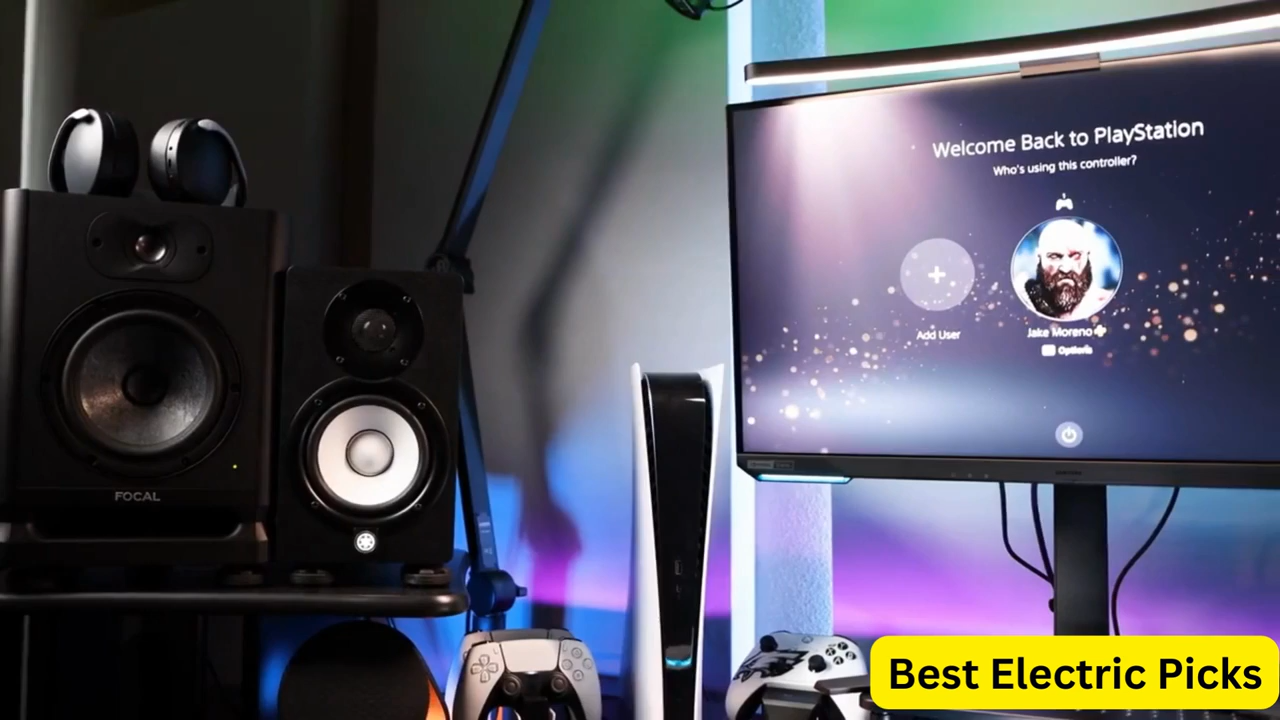 Welcome Back to PlayStation
Who's using this controller?
Add User
Jake Moreno
Options
FOCAL
Best Electric Picks